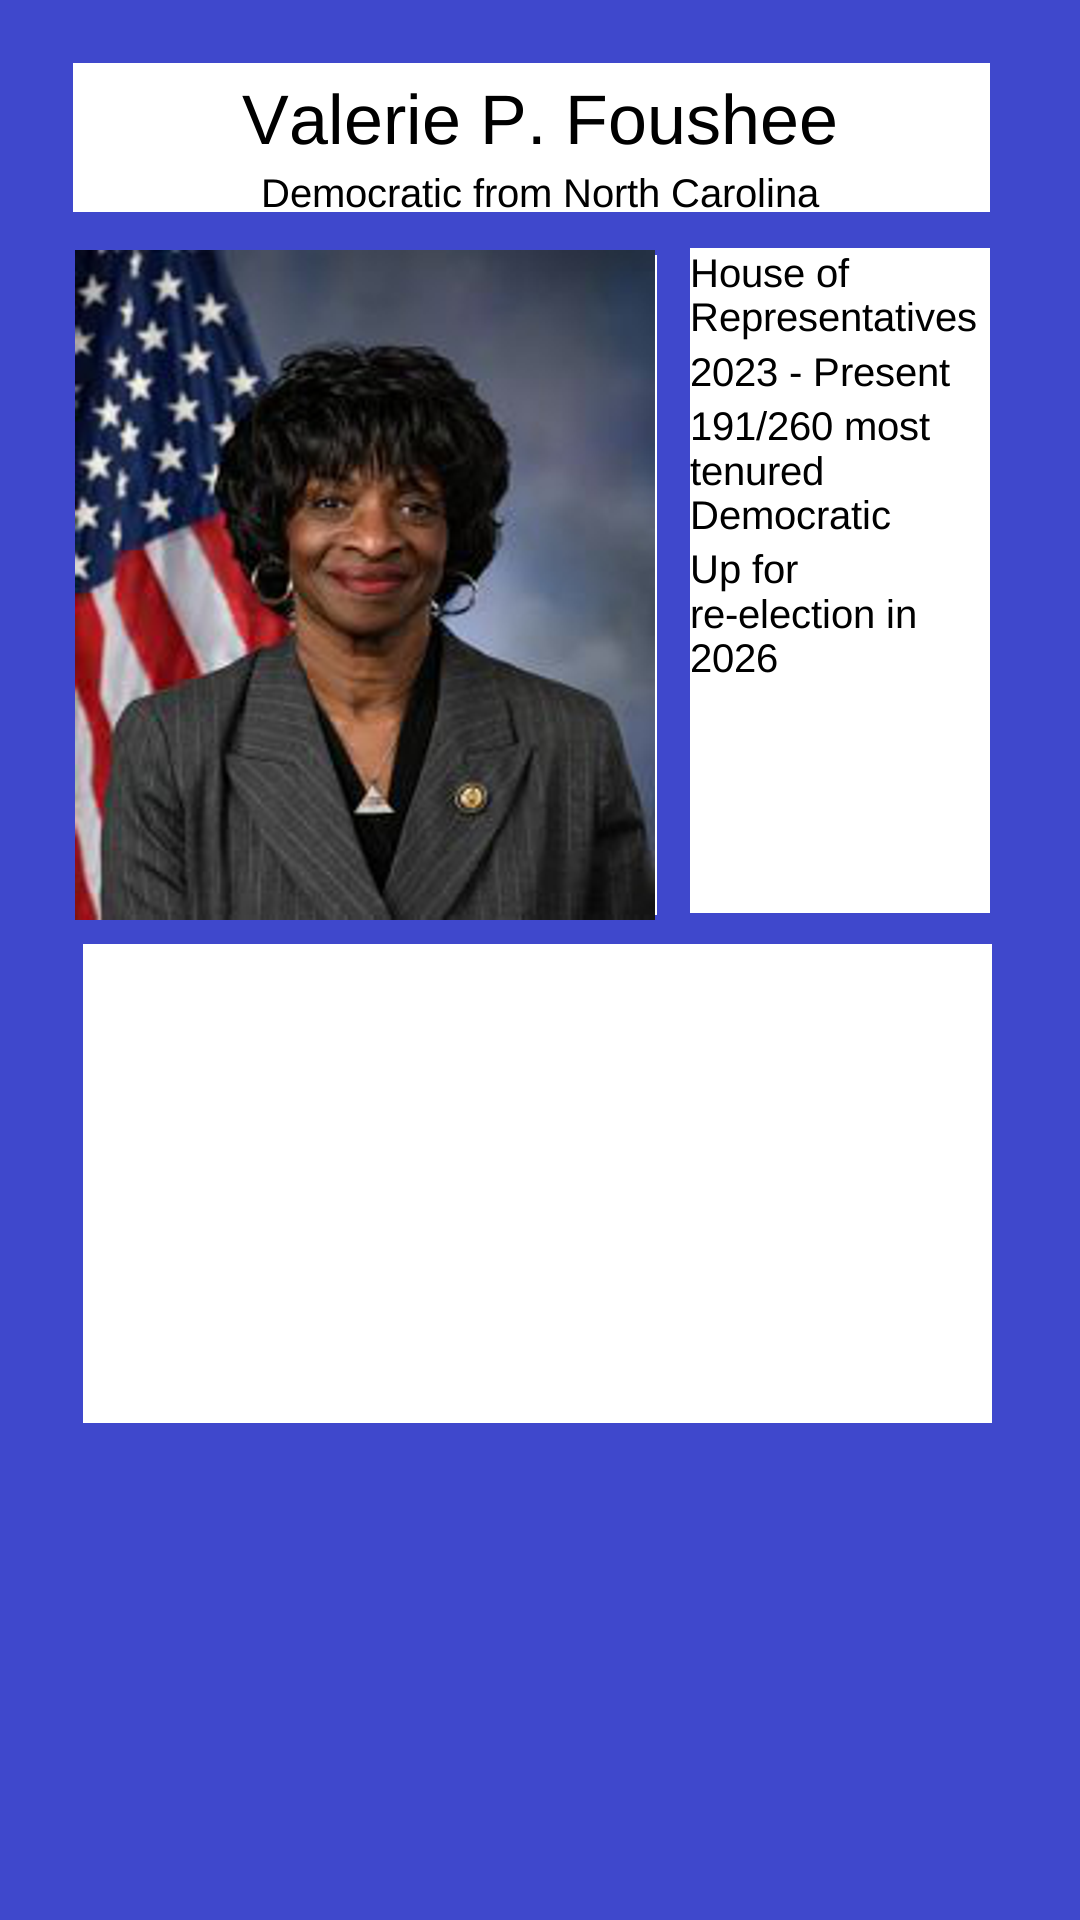 Valerie P. Foushee
Democratic from North Carolina
House of
Representatives
2023 - Present
191/260 most
tenured
Democratic
Up for
re-election in
2026